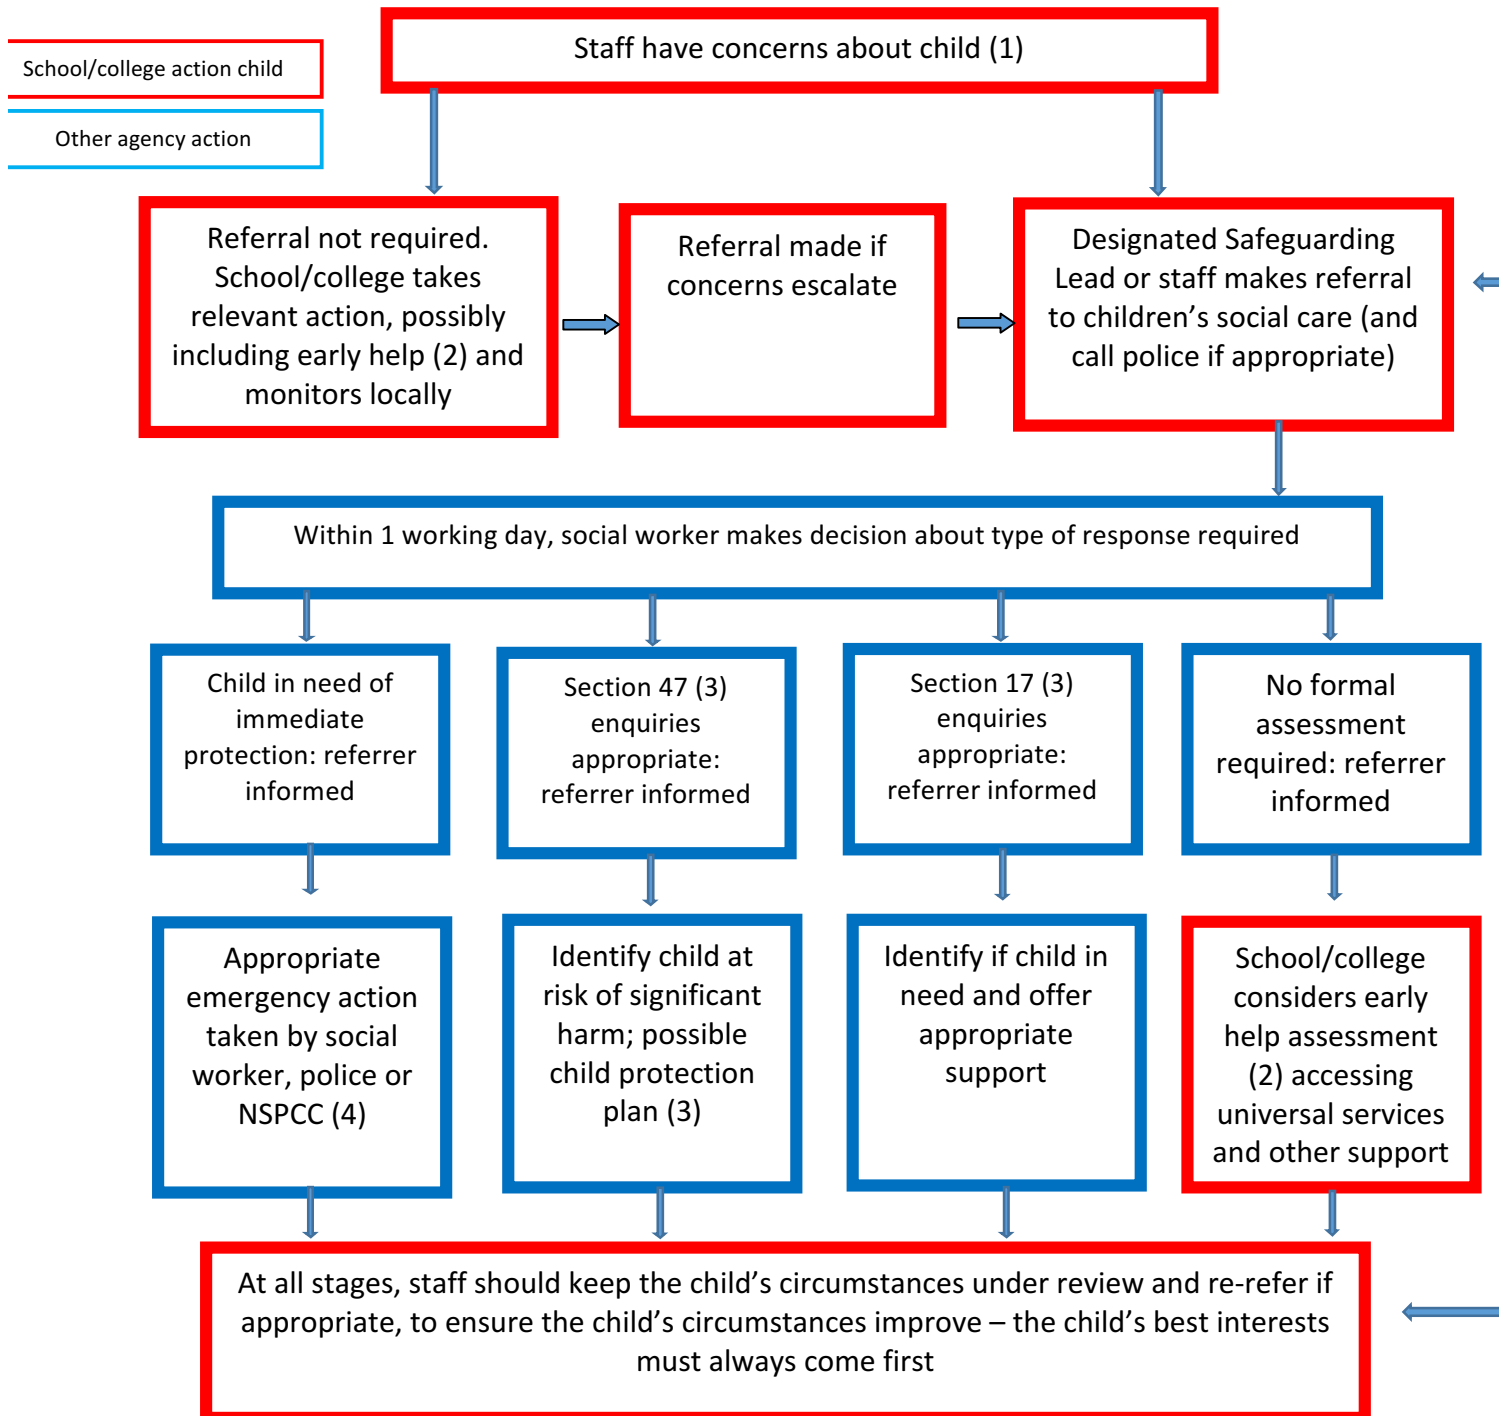 Staff have concerns about child (1)
School/college action child
Other agency action
Referral not required.
School/college takes
relevant action, possibly
including early help (2) and
monitors locally
Referral made if
concerns escalate
Designated Safeguarding
Lead or staff makes referral
to children’s social care (and
call police if appropriate)
Within 1 working day, social worker makes decision about type of response required
Child in need of
immediate
protection: referrer
informed
Section 47 (3)
enquiries
appropriate:
referrer informed
Section 17 (3)
enquiries
appropriate:
referrer informed
No formal
assessment
required: referrer
informed
Appropriate
emergency action
taken by social
worker, police or
NSPCC (4)
Identify child at
risk of significant
harm; possible
child protection
plan (3)
Identify if child in
need and offer
appropriate
support
School/college
considers early
help assessment
(2) accessing
universal services
and other support
At all stages, staff should keep the child’s circumstances under review and re-refer if
appropriate, to ensure the child’s circumstances improve – the child’s best interests
must always come first